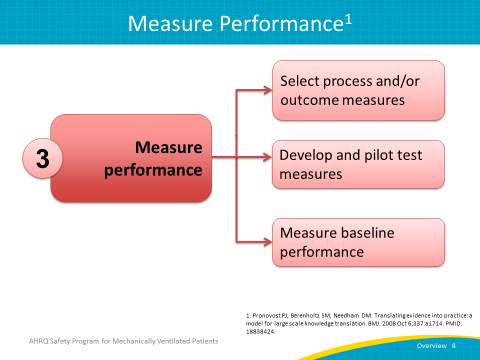 Measure Performance1
3
Measure
performance
Select process and/or
outcome measures
Develop and pilot test
measures
Measure baseline
performance
1. Pronovost PJ, Berenholtz SM, Needham DM. Translating evidence into practice: a
model for large scale knowledge translation. BMJ. 2008 Oct 6;337:a1714. PMID:
18838424.
AHRQ Safety Program for Mechanically Ventilated Patients
Overview 8